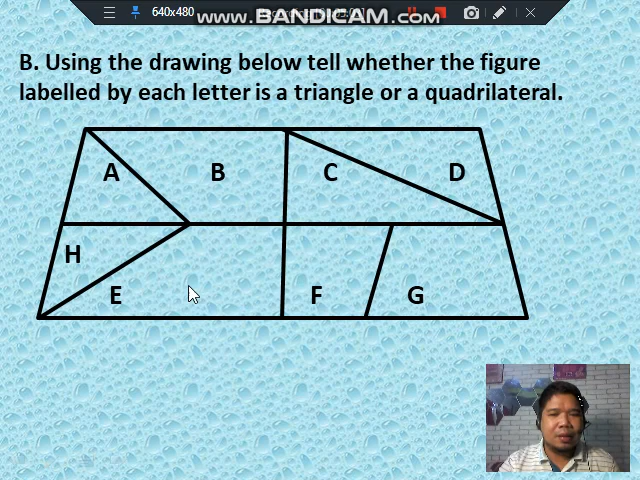 640x480
www.BANDICAM.com
B. Using the drawing below tell whether the figure
labelled by each letter is a triangle or a quadrilateral.
A B C D
H
E F G